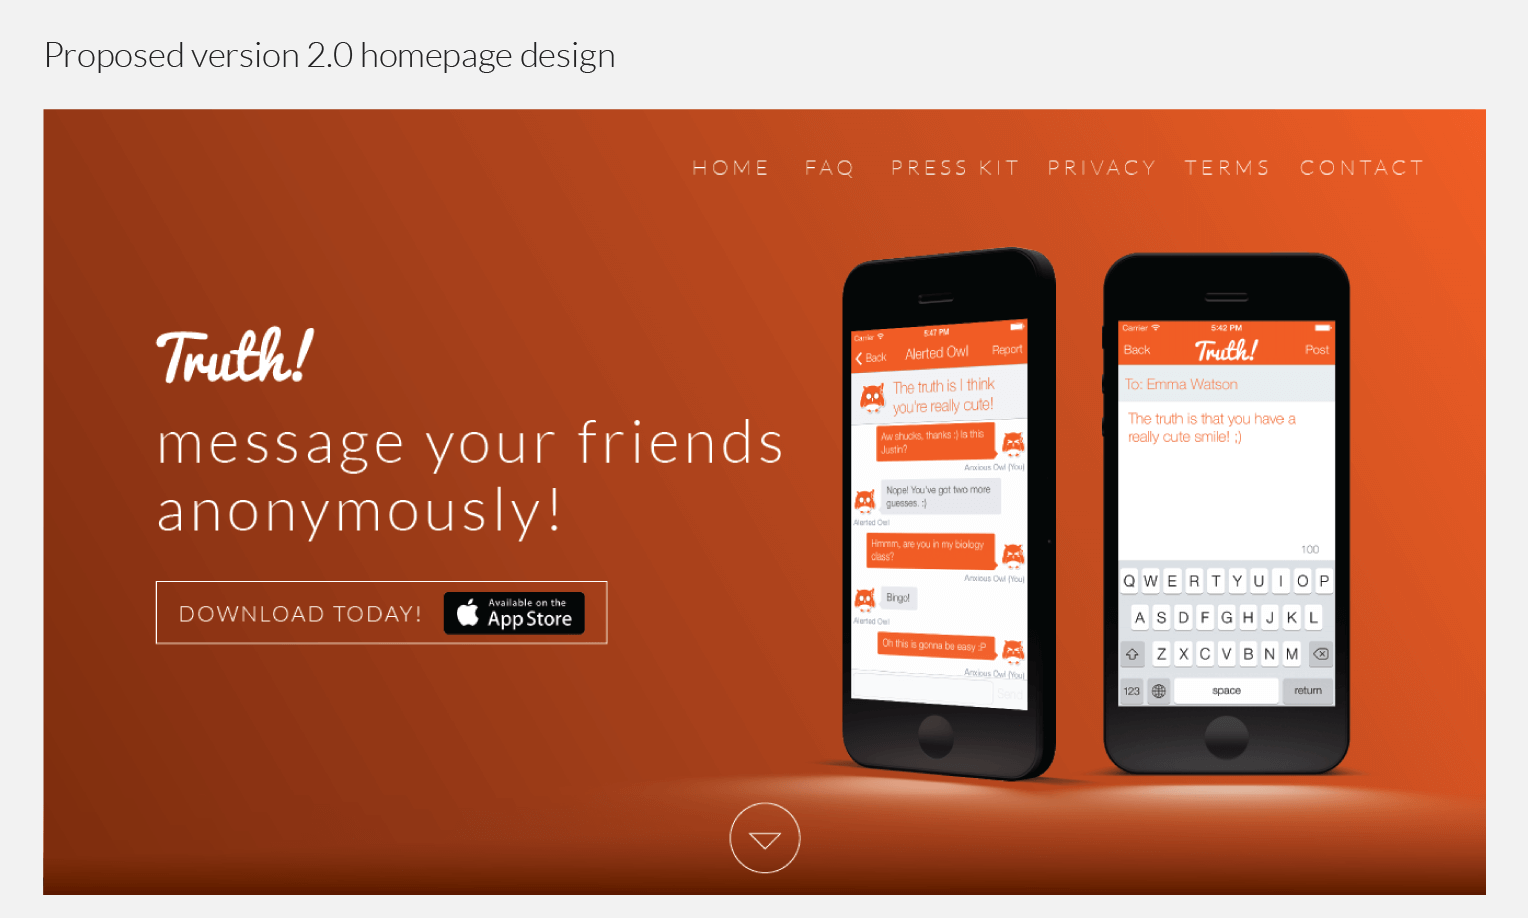 Proposed version 2.0 homepage design
HOME FAQ PRESS KIT PRIVACY TERMS CONTACT
Truth!
message your friends
anonymously!
DOWNLOAD TODAY!
Available on the
App Store
Carrier 5:47 PM
Back Alerted Owl Report
The truth is I think
you're really cute!
Aw shucks, thanks :) Is this
Justin?
Anxious Owl (You)
Nope! You've got two more
guesses. :)
Alerted Owl
Hmmm, are you in my biology
class?
Anxious Owl (You)
Bingo!
Alerted Owl
Oh this is gonna be easy :P
Anxious Owl (You)
Send
Carrier 5:42 PM
Back Truth! Post
To: Emma Watson
The truth is that you have a
really cute smile! ;)
100
Q W E R T Y U I O P
A S D F G H J K L
Z X C V B N M
123 space return